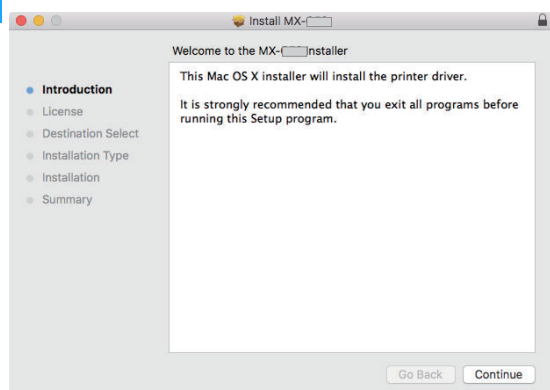 Install MX-
Welcome to the MX- Installer
Introduction
License
Destination Select
Installation Type
Installation
Summary
This Mac OS X installer will install the printer driver.
It is strongly recommended that you exit all programs before
running this Setup program.
Go Back
Continue